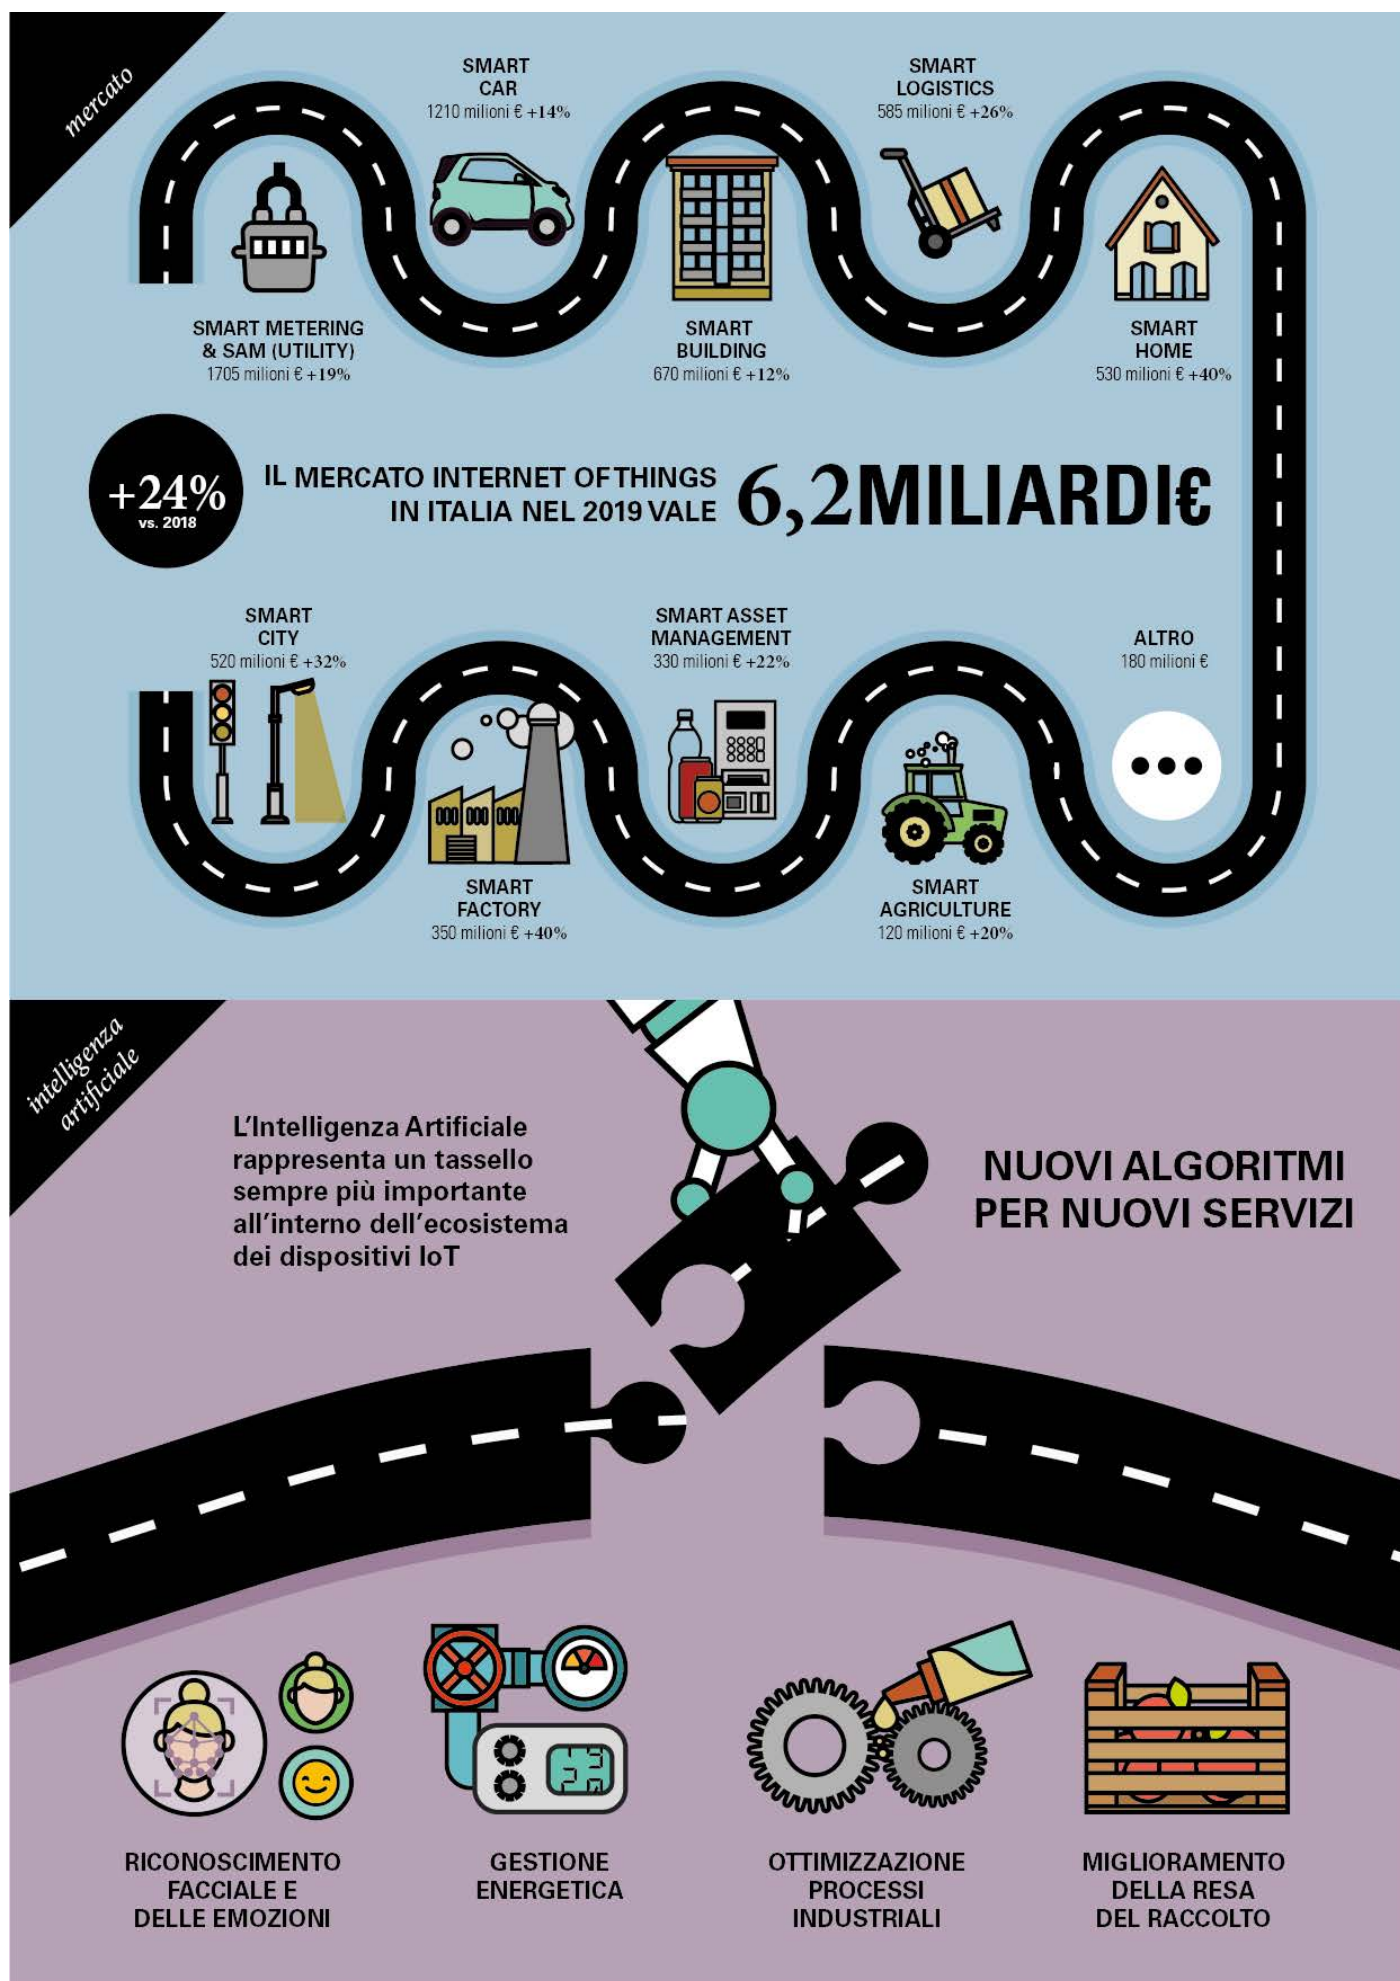 mercato
SMART
CAR
1210 milioni € +14%
SMART
LOGISTICS
585 milioni € +26%
SMART METERING
& SAM (UTILITY)
1705 milioni € +19%
SMART
BUILDING
670 milioni € +12%
SMART
HOME
530 milioni € +40%
+24%
vs. 2018
IL MERCATO INTERNET OF THINGS
IN ITALIA NEL 2019 VALE
6,2 MILIARDI€
SMART
CITY
520 milioni € +32%
SMART ASSET
MANAGEMENT
330 milioni € +22%
ALTRO
180 milioni €
SMART
FACTORY
350 milioni € +40%
SMART
AGRICULTURE
120 milioni € +20%
intelligenza
artificiale
L'Intelligenza Artificiale
rappresenta un tassello
sempre più importante
all'interno dell'ecosistema
dei dispositivi IoT
NUOVI ALGORITMI
PER NUOVI SERVIZI
RICONOSCIMENTO
FACCIALE E
DELLE EMOZIONI
GESTIONE
ENERGETICA
OTTIMIZZAZIONE
PROCESSI
INDUSTRIALI
MIGLIORAMENTO
DELLA RESA
DEL RACCOLTO